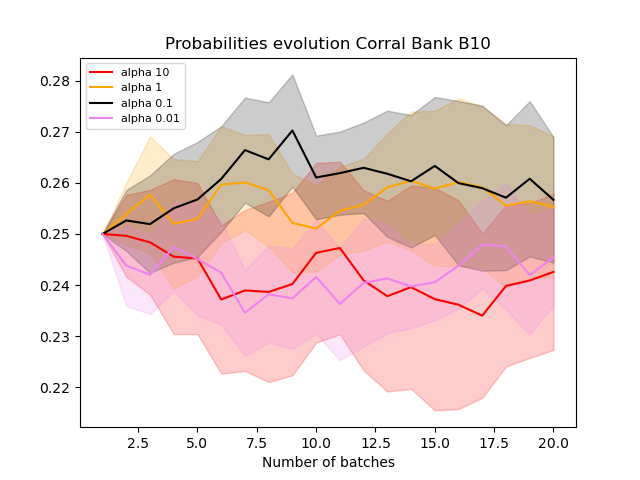 Probabilities evolution Corral Bank B10
alpha 10
alpha 1
alpha 0.1
alpha 0.01
0.28
0.27
0.26
0.25
0.24
0.23
0.22
2.5 5.0 7.5 10.0 12.5 15.0 17.5 20.0
Number of batches